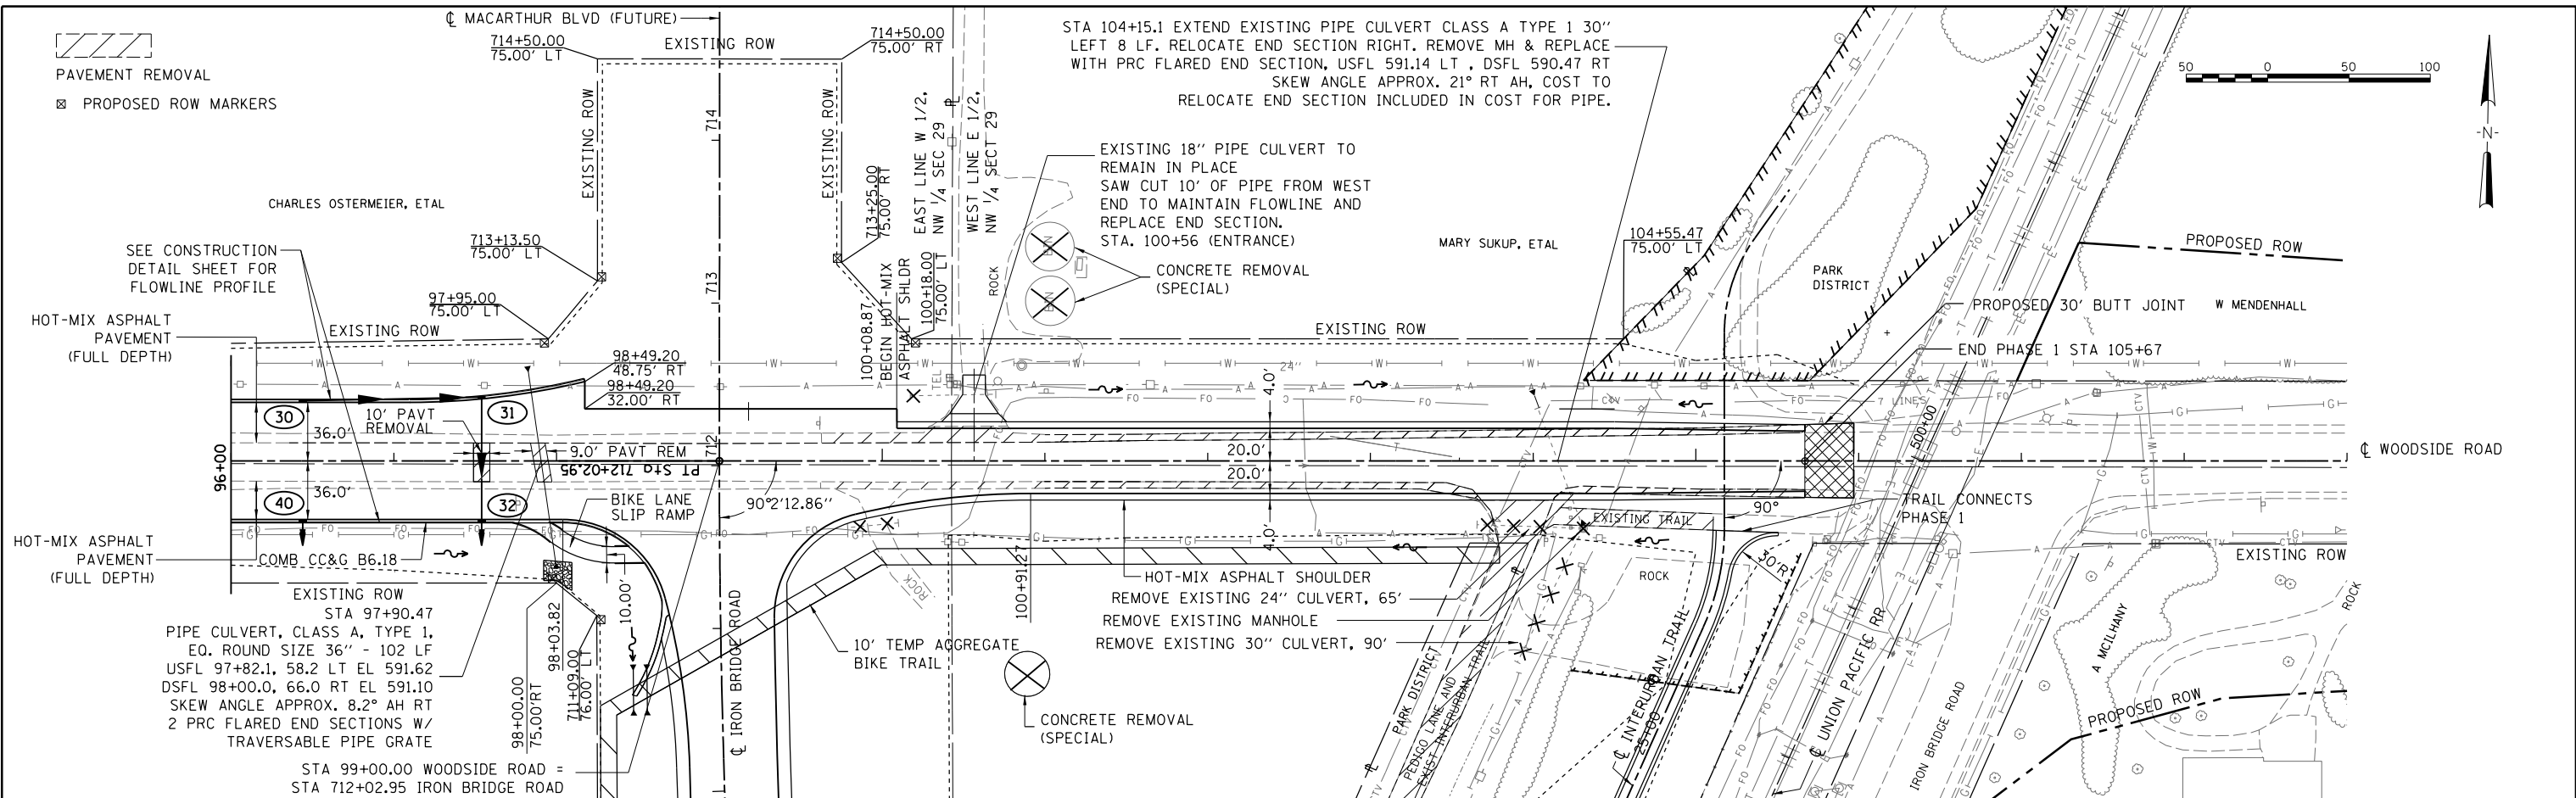 PAVEMENT REMOVAL
PROPOSED ROW MARKERS
℄ MACARTHUR BLVD (FUTURE)
714+50.00
75.00' LT
EXISTING ROW
714+50.00
75.00' RT
EXISTING ROW
EXISTING ROW
714
713
712
713+25.00
75.00' RT
EAST LINE W 1/2,
NW 1/4 SEC 29
℄
WEST LINE E 1/2,
NW 1/4 SECT 29
STA 104+15.1 EXTEND EXISTING PIPE CULVERT CLASS A TYPE 1 30''
LEFT 8 LF. RELOCATE END SECTION RIGHT. REMOVE MH & REPLACE
WITH PRC FLARED END SECTION, USFL 591.14 LT , DSFL 590.47 RT
SKEW ANGLE APPROX. 21° RT AH, COST TO
RELOCATE END SECTION INCLUDED IN COST FOR PIPE.
50 0 50 100
-N-
EXISTING 18'' PIPE CULVERT TO
REMAIN IN PLACE
SAW CUT 10' OF PIPE FROM WEST
END TO MAINTAIN FLOWLINE AND
REPLACE END SECTION.
STA. 100+56 (ENTRANCE)
CONCRETE REMOVAL
(SPECIAL)
BIN
BIN
ROCK
CHARLES OSTERMEIER, ETAL
MARY SUKUP, ETAL
SEE CONSTRUCTION
DETAIL SHEET FOR
FLOWLINE PROFILE
713+13.50
75.00' LT
97+95.00
75.00' LT
EXISTING ROW
HOT-MIX ASPHALT
PAVEMENT
(FULL DEPTH)
98+49.20
48.75' RT
98+49.20
32.00' RT
100+08.87
BEGIN HOT-MIX
ASPHALT SHLDR
100+18.00
75.00' LT
EXISTING ROW
104+55.47
75.00' LT
PARK
DISTRICT
PROPOSED ROW
PROPOSED 30' BUTT JOINT
W MENDENHALL
END PHASE 1 STA 105+67
TEL
24''
7 LINES
30
31
36.0'
10' PAVT
REMOVAL
96+00
9.0' PAVT REM
PT Sta 712+02.95
20.0'
20.0'
4.0'
4.0'
500+00
℄ WOODSIDE ROAD
40
32
36.0'
BIKE LANE
SLIP RAMP
90°2'12.86''
90°
TRAIL CONNECTS
PHASE 1
EXISTING TRAIL
HOT-MIX ASPHALT
PAVEMENT
(FULL DEPTH)
COMB CC&G B6.18
EXISTING ROW
STA 97+90.47
PIPE CULVERT, CLASS A, TYPE 1,
EQ. ROUND SIZE 36'' - 102 LF
USFL 97+82.1, 58.2 LT EL 591.62
DSFL 98+00.0, 66.0 RT EL 591.10
SKEW ANGLE APPROX. 8.2° AH RT
2 PRC FLARED END SECTIONS W/
TRAVERSABLE PIPE GRATE
STA 99+00.00 WOODSIDE ROAD =
STA 712+02.95 IRON BRIDGE ROAD
98+00.00
75.00'RT
98+03.82
711+09.00
76.00' LT
10.00'
℄ IRON BRIDGE ROAD
ROCK
100+91.27
10' TEMP AGGREGATE
BIKE TRAIL
HOT-MIX ASPHALT SHOULDER
REMOVE EXISTING 24'' CULVERT, 65'
REMOVE EXISTING MANHOLE
REMOVE EXISTING 30'' CULVERT, 90'
CONCRETE REMOVAL
(SPECIAL)
PARK DISTRICT
PEDIGO LANE AND
EXIST INTERURBAN TRAIL
ROCK
30'R
℄ INTERURBAN TRAIL
25+00
℄ UNION PACIFIC RR
IRON BRIDGE ROAD
EXISTING ROW
A MCILHANY
ROCK
PROPOSED ROW